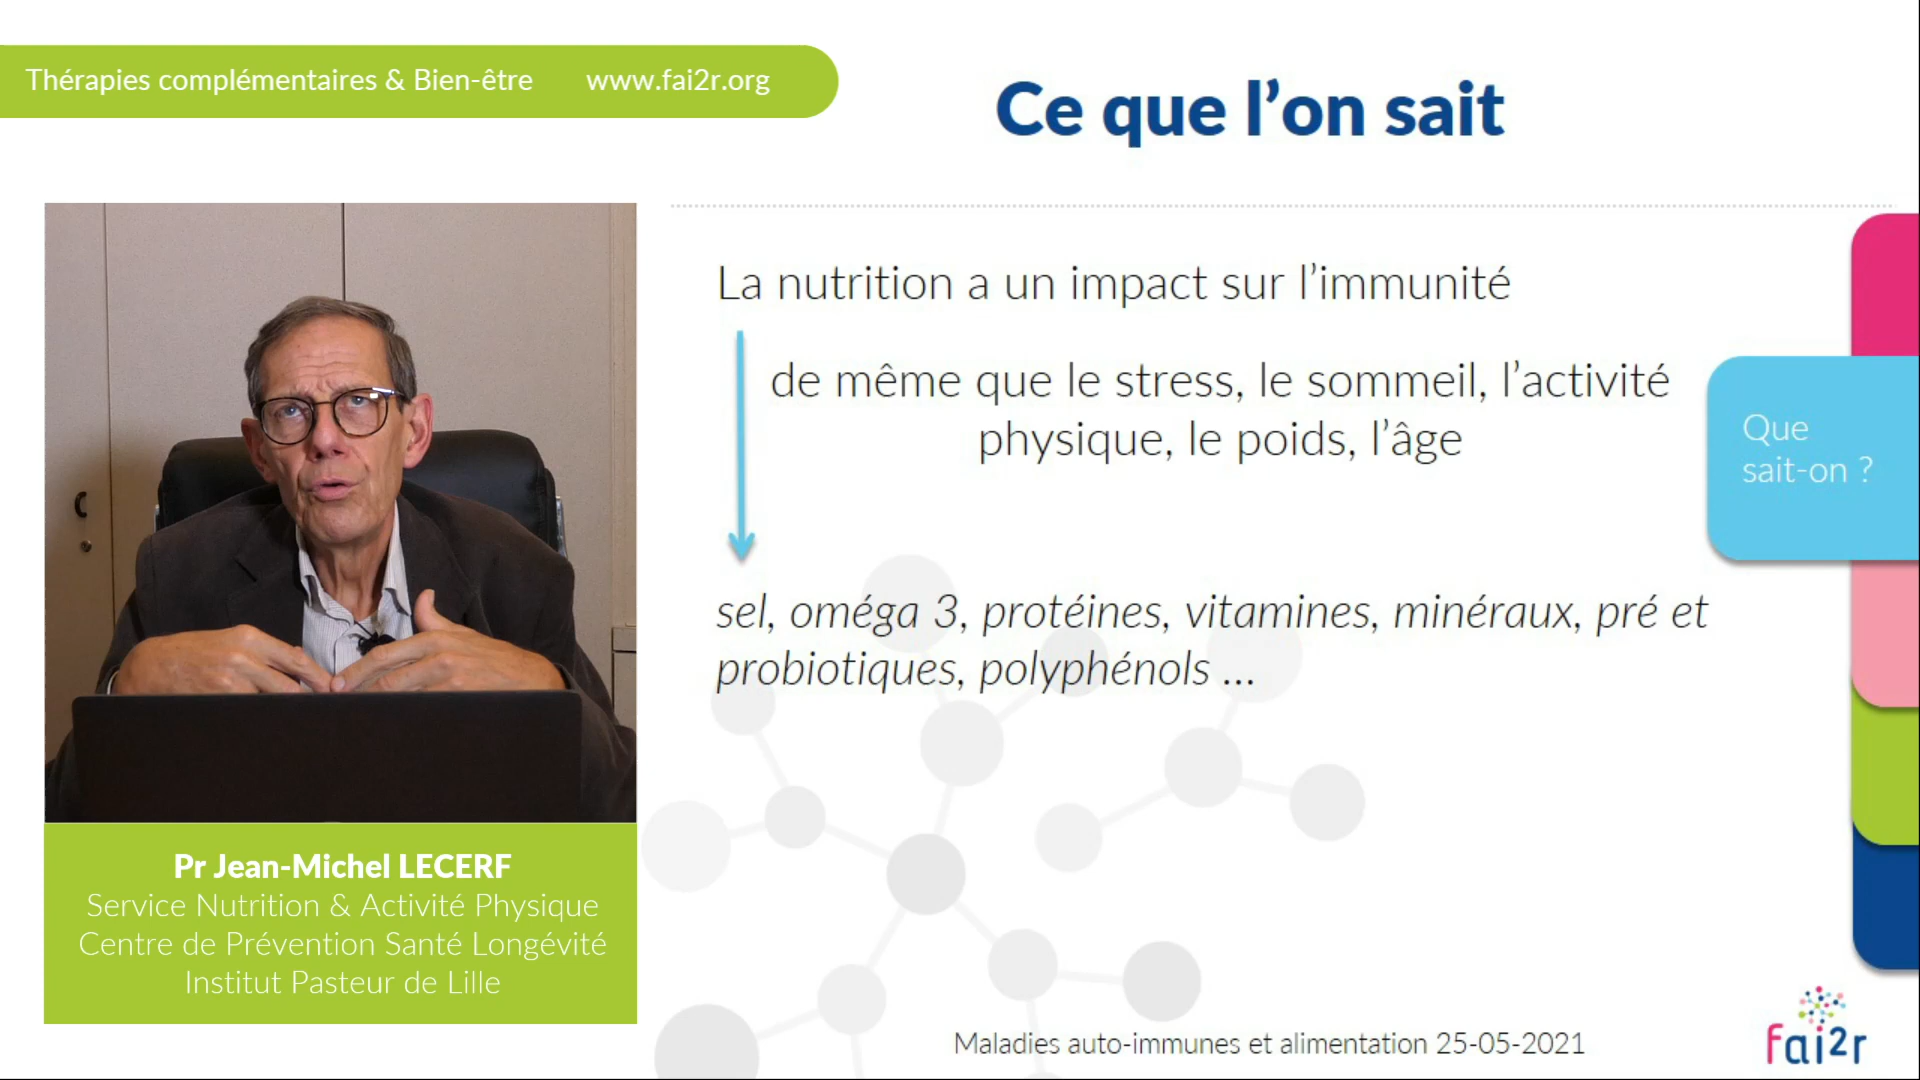 Thérapies complémentaires & Bien-être www.fai2r.org
Ce que l’on sait
La nutrition a un impact sur l’immunité
de même que le stress, le sommeil, l’activité
physique, le poids, l’âge
Que
sait-on ?
sel, oméga 3, protéines, vitamines, minéraux, pré et
probiotiques, polyphénols ...
Pr Jean-Michel LECERF
Service Nutrition & Activité Physique
Centre de Prévention Santé Longévité
Institut Pasteur de Lille
Maladies auto-immunes et alimentation 25-05-2021
fai2r